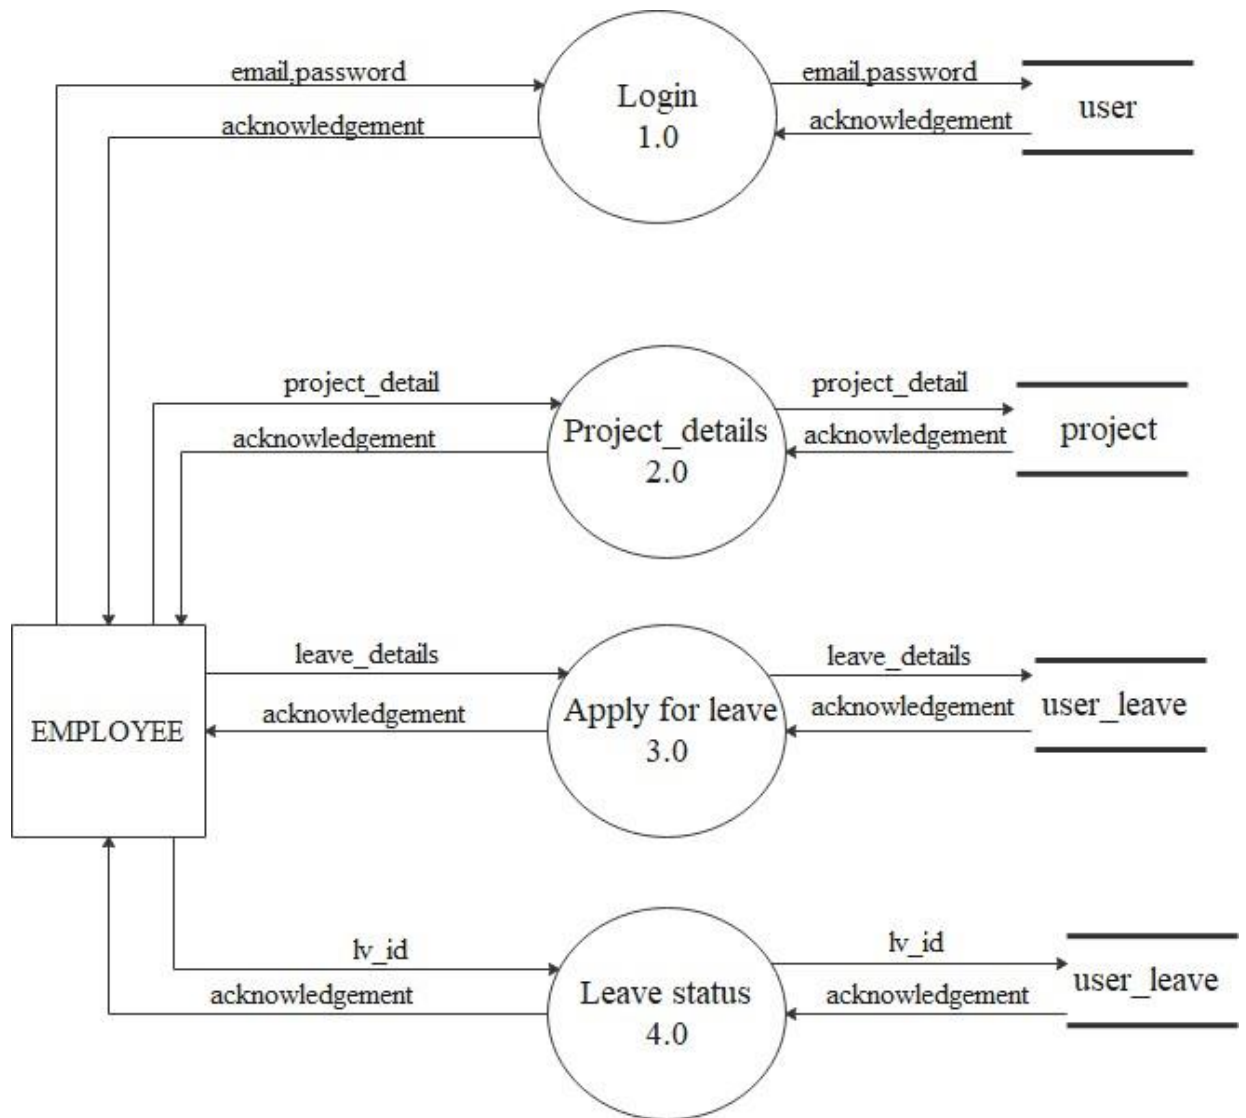 email,password
email,password
Login
1.0
user
acknowledgement
acknowledgement
project_detail
project_detail
Project_details
2.0
project
acknowledgement
acknowledgement
leave_details
leave_details
EMPLOYEE
Apply for leave
3.0
user_leave
acknowledgement
acknowledgement
lv_id
lv_id
Leave status
4.0
user_leave
acknowledgement
acknowledgement